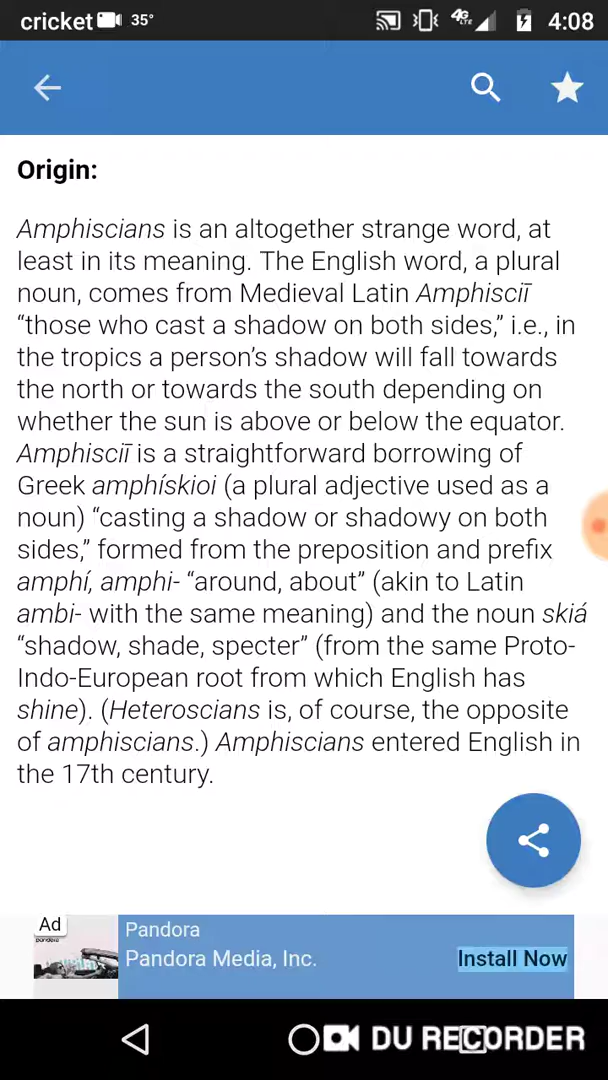 cricket 35° 4G LTE 4:08
Origin:
Amphiscians is an altogether strange word, at
least in its meaning. The English word, a plural
noun, comes from Medieval Latin Amphisciī
“those who cast a shadow on both sides,” i.e., in
the tropics a person’s shadow will fall towards
the north or towards the south depending on
whether the sun is above or below the equator.
Amphisciī is a straightforward borrowing of
Greek amphískioi (a plural adjective used as a
noun) “casting a shadow or shadowy on both
sides,” formed from the preposition and prefix
amphí, amphi- “around, about” (akin to Latin
ambi- with the same meaning) and the noun skiá
“shadow, shade, specter” (from the same Proto-
Indo-European root from which English has
shine). (Heteroscians is, of course, the opposite
of amphiscians.) Amphiscians entered English in
the 17th century.
Ad
pandora
Pandora
Pandora Media, Inc. Install Now
DU RECORDER